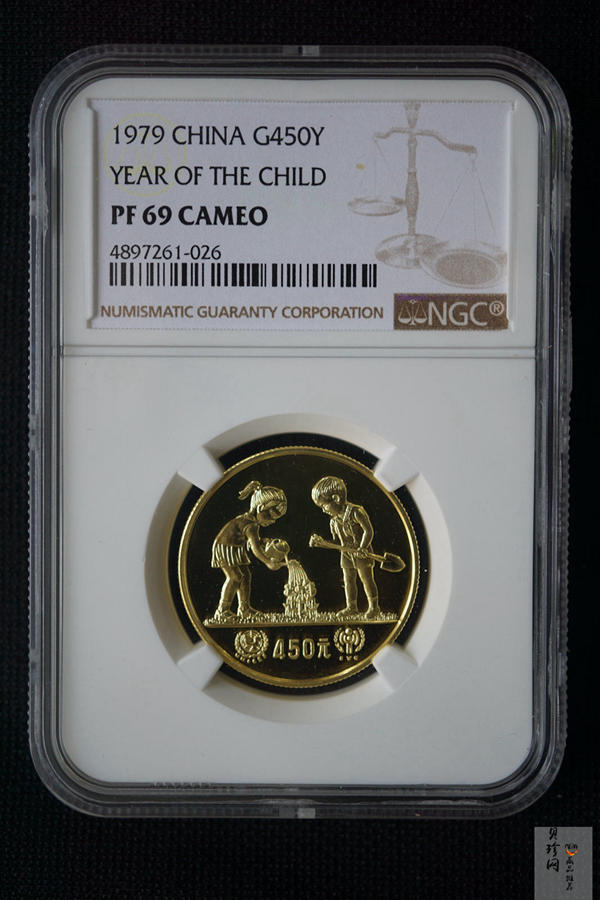 1979 CHINA G450Y
YEAR OF THE CHILD
PF 69 CAMEO
4897261-026
NUMISMATIC GUARANTY CORPORATION
NGC®
450元
贝珍网